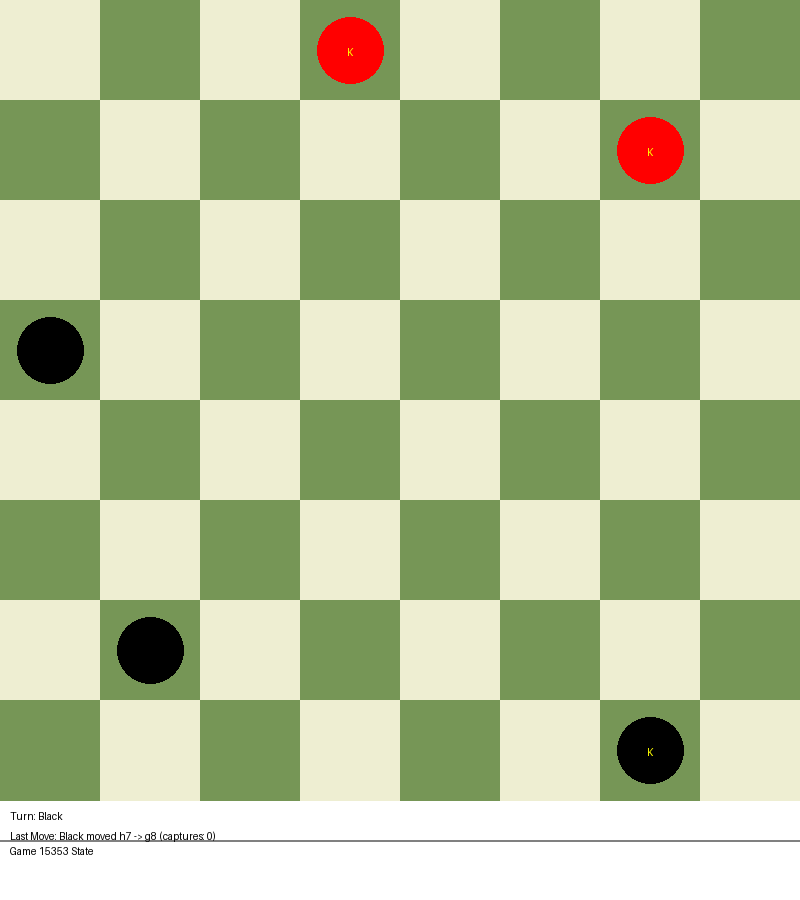 K
K
K
Turn: Black
Last Move: Black moved h7 -> g8 (captures: 0)
Game 15353 State